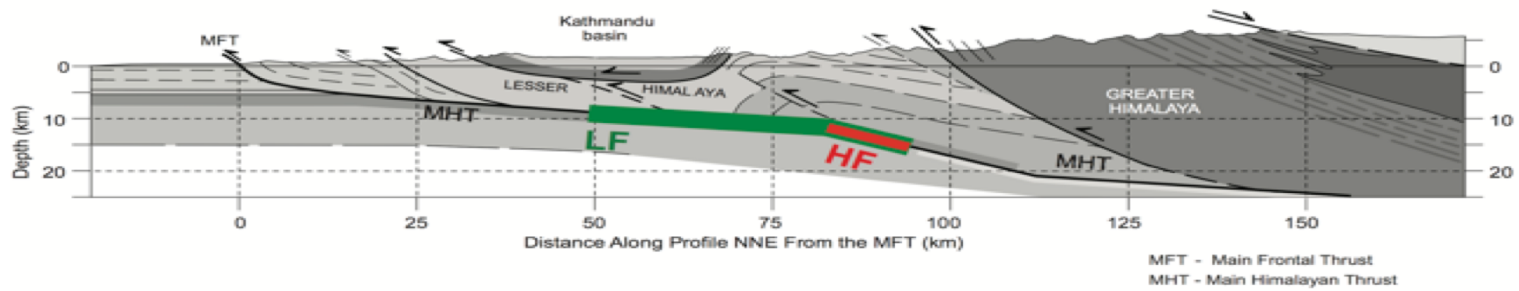 Kathmandu
basin
MFT
0
0
LESSER
HIMALAYA
GREATER
HIMALAYA
MHT
10
10
LF
HF
MHT
20
20
Depth (km)
0
25
50
75
100
125
150
Distance Along Profile NNE From the MFT (km)
MFT - Main Frontal Thrust
MHT - Main Himalayan Thrust